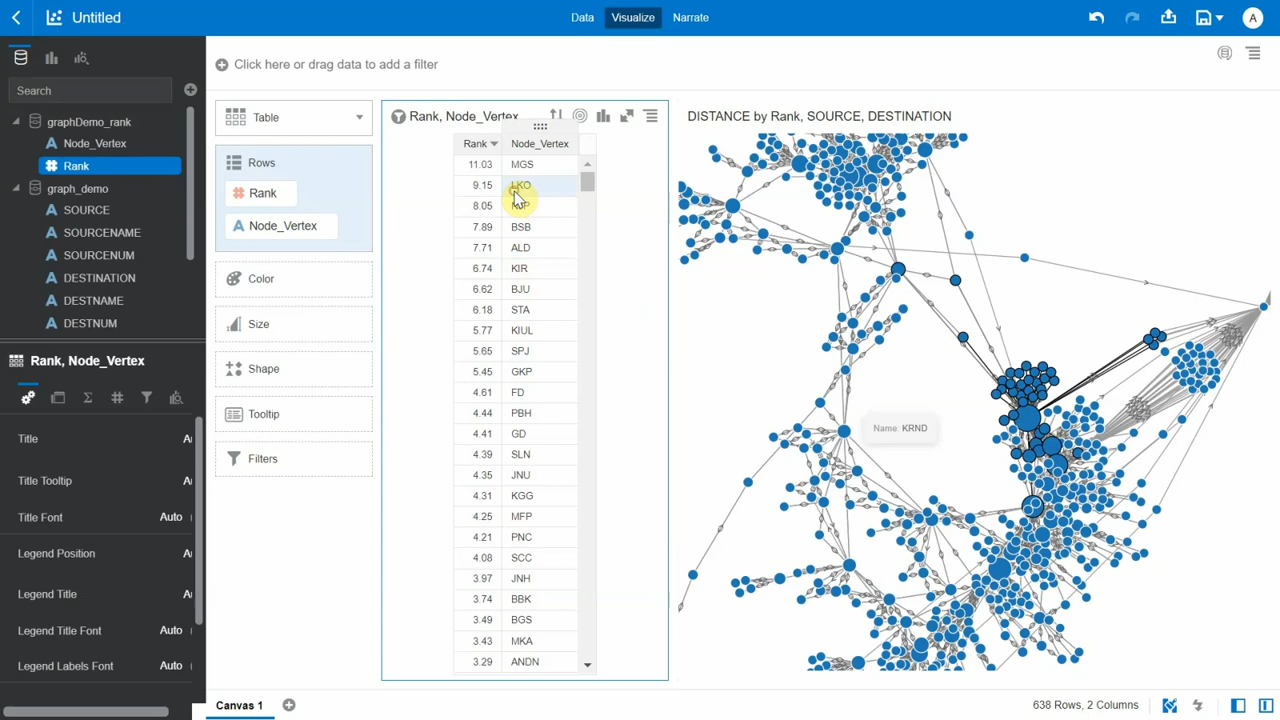 Untitled
Data Visualize Narrate
A
Search
graphDemo_rank
A Node_Vertex
Rank
graph_demo
A SOURCE
A SOURCENAME
A SOURCENUM
A DESTINATION
A DESTNAME
A DESTNUM
Rank, Node_Vertex
Title
Title Tooltip
Title Font Auto
Legend Position
Legend Title
Legend Title Font Auto
Legend Labels Font Auto
Click here or drag data to add a filter
Table
Rows
Rank
A Node_Vertex
Color
Size
Shape
Tooltip
Filters
Rank, Node_Vertex
Rank Node_Vertex
11.03 MGS
9.15 LKO
8.05
7.89 BSB
7.71 ALD
6.74 KIR
6.62 BJU
6.18 STA
5.77 KIUL
5.65 SPJ
5.45 GKP
4.61 FD
4.44 PBH
4.41 GD
4.39 SLN
4.35 JNU
4.31 KGG
4.25 MFP
4.21 PNC
4.08 SCC
3.97 JNH
3.74 BBK
3.49 BGS
3.43 MKA
3.29 ANDN
DISTANCE by Rank, SOURCE, DESTINATION
Name: KRND
Canvas 1
638 Rows, 2 Columns